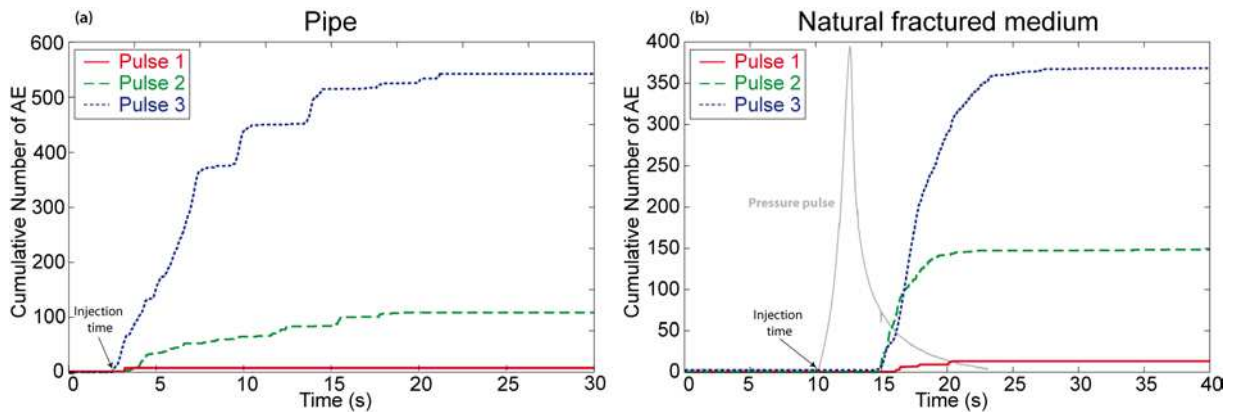 (a)
Pipe
Pulse 1
Pulse 2
Pulse 3
Cumulative Number of AE
600
500
400
300
200
100
0
Injection
time
0 5 10 15 20 25 30
Time (s)
(b)
Natural fractured medium
Pulse 1
Pulse 2
Pulse 3
Cumulative Number of AE
400
350
300
250
200
150
100
50
0
Pressure pulse
Injection
time
0 5 10 15 20 25 30 35 40
Time (s)